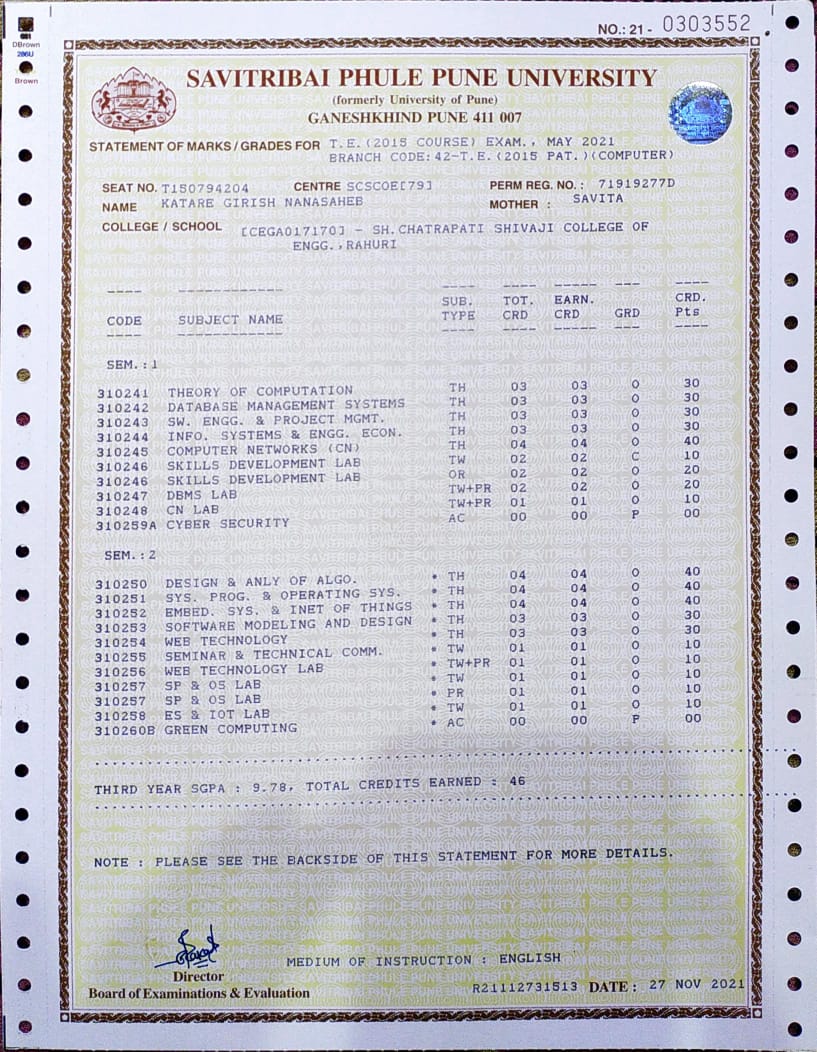 NO.: 21 - 0303552
DBrown
286U
Brown
SAVITRIBAI PHULE PUNE UNIVERSITY
(formerly University of Pune)
GANESHKHIND PUNE 411 007
STATEMENT OF MARKS / GRADES FOR T.E.(2015 COURSE) EXAM., MAY 2021
BRANCH CODE:42-T.E.(2015 PAT.)(COMPUTER)
SEAT NO. T150794204 CENTRE SCSCOE[79] PERM REG. NO. : 71919277D
NAME KATARE GIRISH NANASAHEB MOTHER : SAVITA
COLLEGE / SCHOOL [CEGA017170] - SH.CHATRAPATI SHIVAJI COLLEGE OF
ENGG.,RAHURI
SUB. TOT. EARN. CRD.
CODE SUBJECT NAME TYPE CRD CRD GRD Pts
SEM.:1
310241 THEORY OF COMPUTATION TH 03 03 O 30
310242 DATABASE MANAGEMENT SYSTEMS TH 03 03 O 30
310243 SW. ENGG. & PROJECT MGMT. TH 03 03 O 30
310244 INFO. SYSTEMS & ENGG. ECON. TH 03 03 O 30
310245 COMPUTER NETWORKS (CN) TH 04 04 O 40
310246 SKILLS DEVELOPMENT LAB TW 02 02 C 10
310246 SKILLS DEVELOPMENT LAB OR 02 02 O 20
310247 DBMS LAB TW+PR 02 02 O 20
310248 CN LAB TW+PR 01 01 O 10
310259A CYBER SECURITY AC 00 00 P 00
SEM.:2
310250 DESIGN & ANLY OF ALGO. * TH 04 04 O 40
310251 SYS. PROG. & OPERATING SYS. * TH 04 04 O 40
310252 EMBED. SYS. & INET OF THINGS * TH 04 04 O 40
310253 SOFTWARE MODELING AND DESIGN * TH 03 03 O 30
310254 WEB TECHNOLOGY * TH 03 03 O 30
310255 SEMINAR & TECHNICAL COMM. * TW 01 01 O 10
310256 WEB TECHNOLOGY LAB * TW+PR 01 01 O 10
310257 SP & OS LAB * TW 01 01 O 10
310257 SP & OS LAB * PR 01 01 O 10
310258 ES & IOT LAB * TW 01 01 O 10
310260B GREEN COMPUTING * AC 00 00 P 00
THIRD YEAR SGPA : 9.78, TOTAL CREDITS EARNED : 46
NOTE : PLEASE SEE THE BACKSIDE OF THIS STATEMENT FOR MORE DETAILS.
MEDIUM OF INSTRUCTION : ENGLISH
Director
Board of Examinations & Evaluation
R21112731513 DATE : 27 NOV 2021